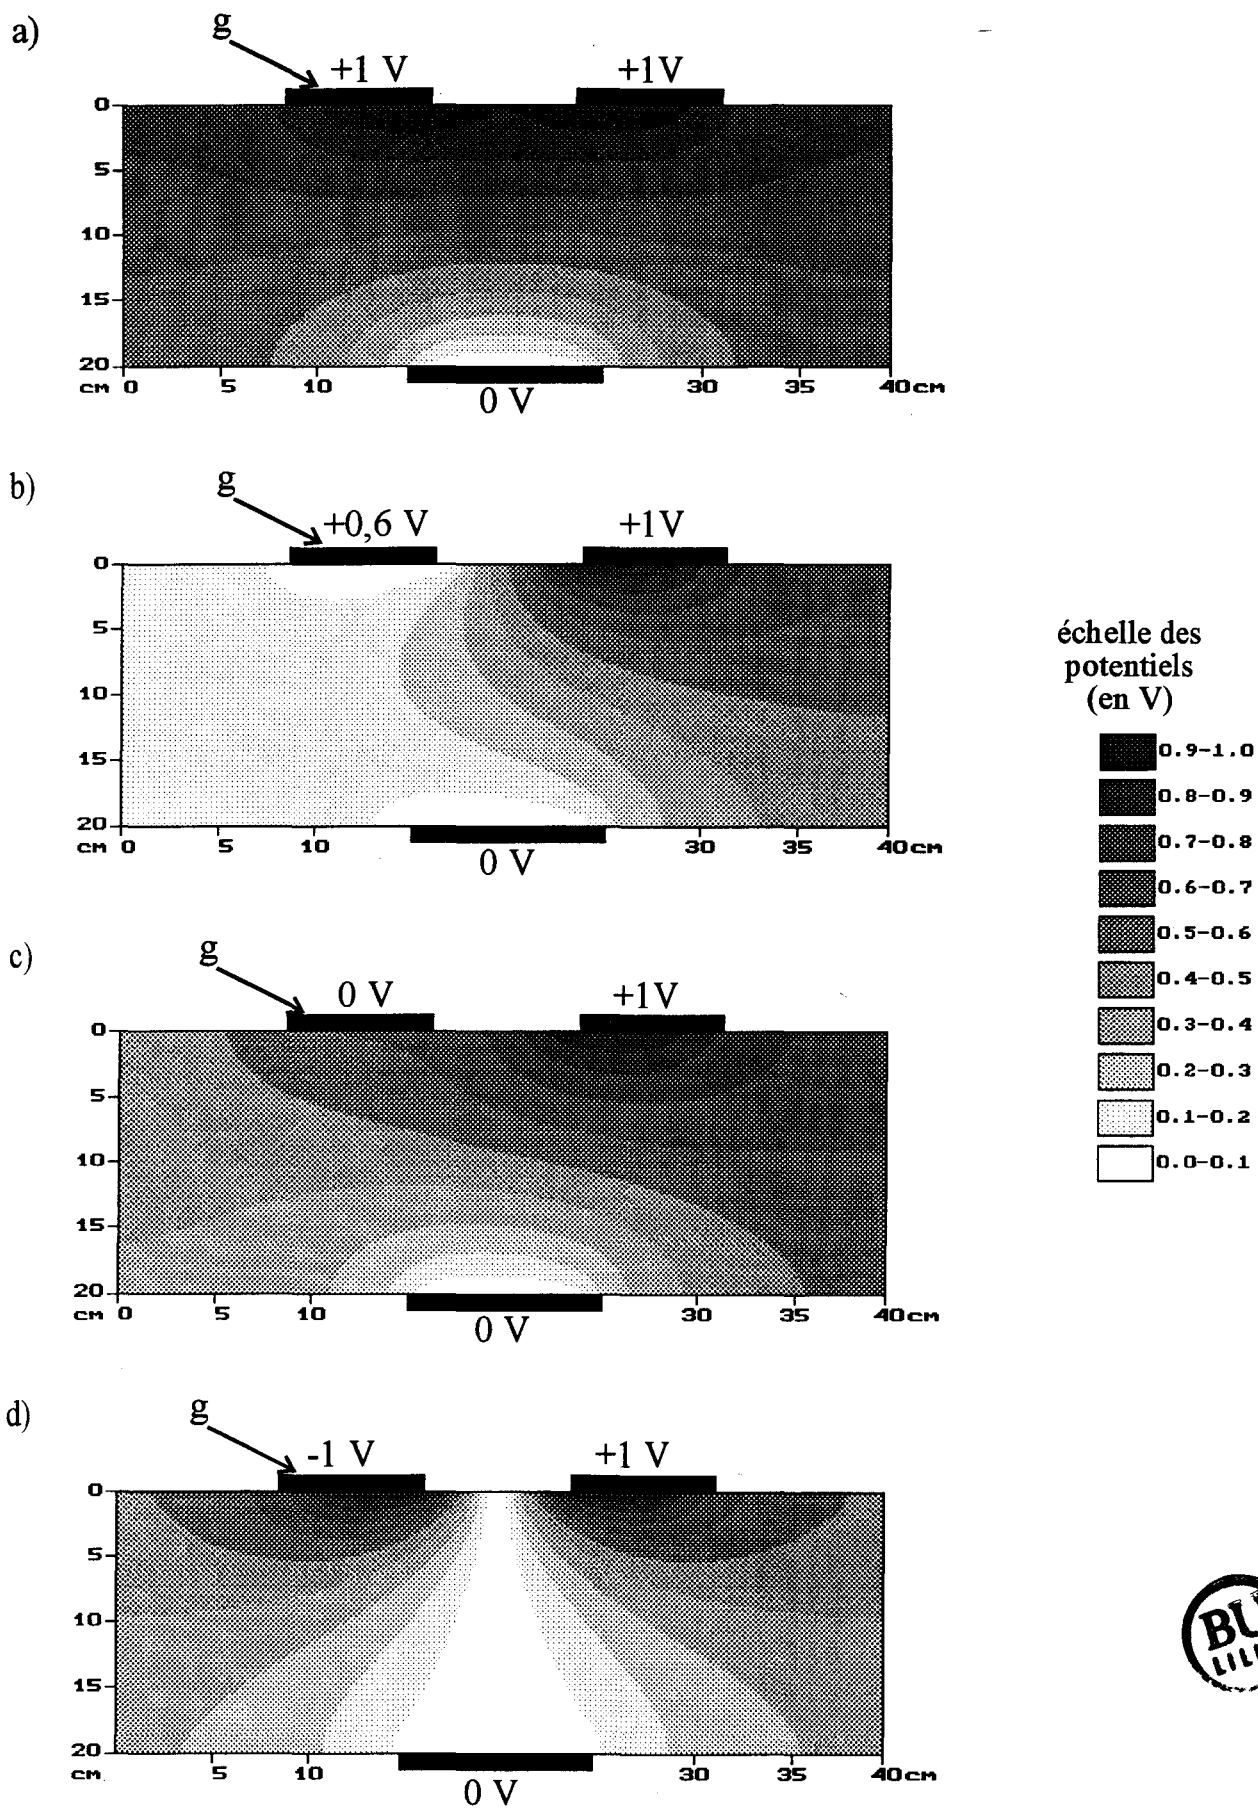 a)
g
+1 V
+1V
0
5
10
15
20
cm 0 5 10 30 35 40cm
0 V
b)
g
+0,6 V
+1V
0
5
10
15
20
cm 0 5 10 30 35 40cm
0 V
échelle des
potentiels
(en V)
0.9-1.0
0.8-0.9
0.7-0.8
0.6-0.7
0.5-0.6
0.4-0.5
0.3-0.4
0.2-0.3
0.1-0.2
0.0-0.1
c)
g
0 V
+1V
0
5
10
15
20
cm 0 5 10 30 35 40cm
0 V
d)
g
-1 V
+1 V
0
5
10
15
20
cm 5 10 30 35 40cm
0 V
BU
LILL